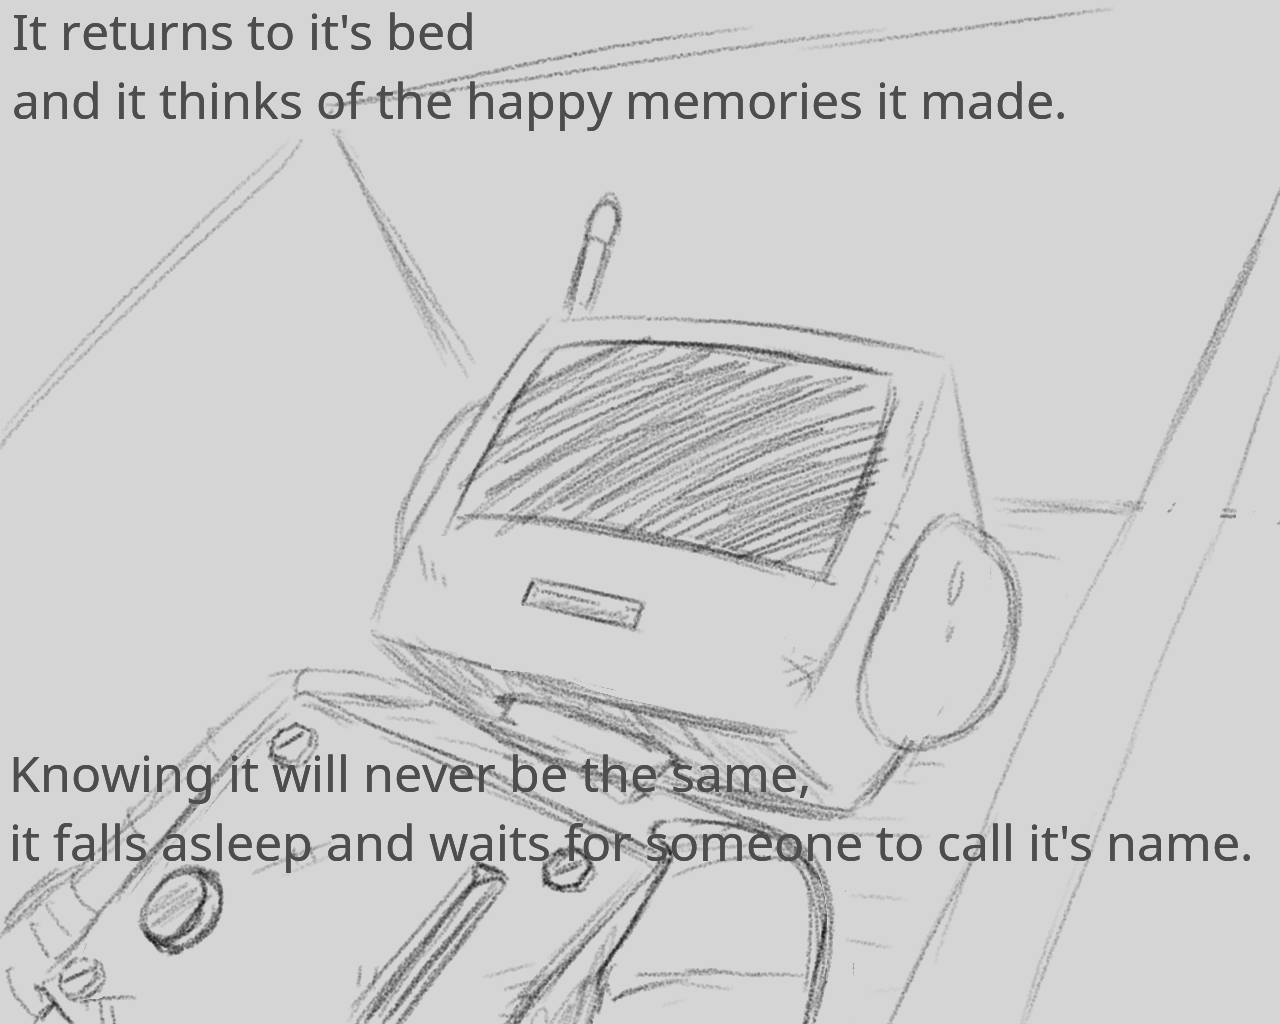 It returns to it's bed
and it thinks of the happy memories it made.
Knowing it will never be the same,
it falls asleep and waits for someone to call it's name.